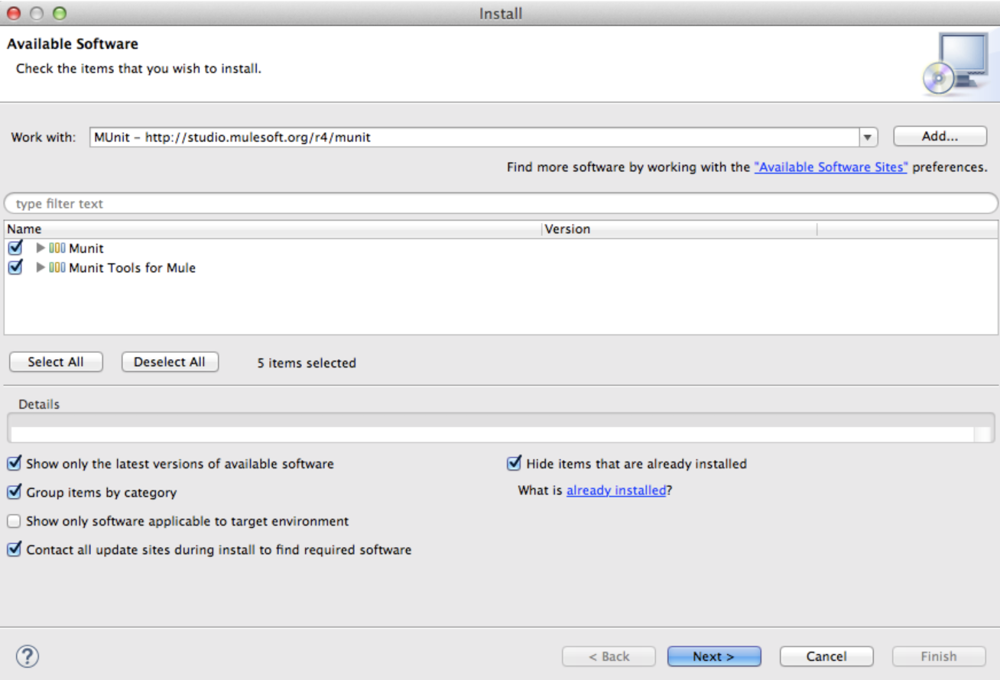 Install
Available Software
Check the items that you wish to install.
Work with: MUnit – http://studio.mulesoft.org/r4/munit Add...
Find more software by working with the "Available Software Sites" preferences.
type filter text
Name Version
Munit
Munit Tools for Mule
Select All Deselect All 5 items selected
Details
Show only the latest versions of available software Hide items that are already installed
Group items by category What is already installed?
Show only software applicable to target environment
Contact all update sites during install to find required software
? < Back Next > Cancel Finish